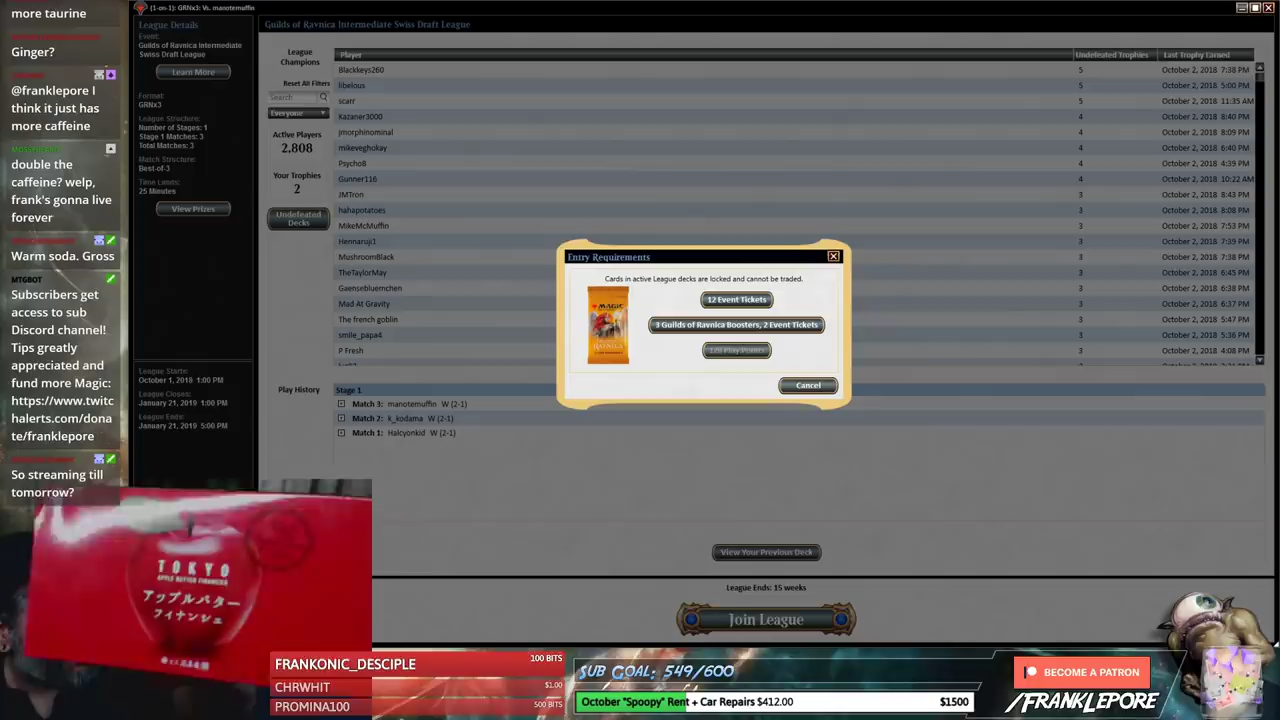 more taurine
Ginger?
@franklepore I
think it just has
more caffeine
double the
caffeine? welp,
frank's gonna live
forever
Warm soda. Gross
MTGBOT
Subscribers get
access to sub
Discord channel!
Tips greatly
appreciated and
fund more Magic:
https://www.twitc
halerts.com/dona
te/franklepore
So streaming till
tomorrow?
[1-on-1]: GRNx3: Vs. manotemuffin
League Details
Event:
Guilds of Ravnica Intermediate
Swiss Draft League
Learn More
Format:
GRNx3
League Structure:
Number of Stages: 1
Stage 1 Matches: 3
Total Matches: 3
Match Structure:
Best-of-3
Time Limits:
25 Minutes
View Prizes
League Starts:
October 1, 2018 1:00 PM
League Closes:
January 21, 2019 1:00 PM
League Ends:
January 21, 2019 5:00 PM
Guilds of Ravnica Intermediate Swiss Draft League
League
Champions
Reset All Filters
Search
Everyone
Active Players
2,808
Your Trophies
2
Undefeated
Decks
Player Undefeated Trophies Last Trophy Earned
Blackkeys260 5 October 2, 2018 7:38 PM
libelous 5 October 2, 2018 5:00 PM
scarr 5 October 2, 2018 11:35 AM
Kazaner3000 4 October 2, 2018 8:40 PM
jmorphinominal 4 October 2, 2018 8:09 PM
mikeveghokay 4 October 2, 2018 6:40 PM
Psycho8 4 October 2, 2018 4:39 PM
Gunner116 4 October 2, 2018 10:22 AM
JMTron 3 October 2, 2018 8:43 PM
hahapotatoes 3 October 2, 2018 8:08 PM
MikeMcMuffin 3 October 2, 2018 7:53 PM
Hennaruji1 3 October 2, 2018 7:39 PM
MushroomBlack 3 October 2, 2018 7:38 PM
TheTaylorMay 3 October 2, 2018 6:45 PM
Gaensebluemchen 3 October 2, 2018 6:38 PM
Mad At Gravity 3 October 2, 2018 6:37 PM
The french goblin 3 October 2, 2018 5:47 PM
smile_papa4 3 October 2, 2018 5:36 PM
P Fresh 3 October 2, 2018 4:08 PM
Entry Requirements
Cards in active League decks are locked and cannot be traded.
MAGIC
RAVNICA
12 Event Tickets
3 Guilds of Ravnica Boosters, 2 Event Tickets
120 Play Points
Cancel
Play History
Stage 1
Match 3: manotemuffin W (2-1)
Match 2: k_kodama W (2-1)
Match 1: Halcyonkid W (2-1)
View Your Previous Deck
League Ends: 15 weeks
Join League
TOKYO
APPLE BUTTER FINANCIER
アップルバター
フィナンシェ
FRANKONIC_DESCIPLE 100 BITS
CHRWHIT $1.00
PROMINA100 500 BITS
SUB GOAL: 549/600
October "Spoopy" Rent + Car Repairs $412.00 $1500
BECOME A PATRON
/FRANKLEPORE